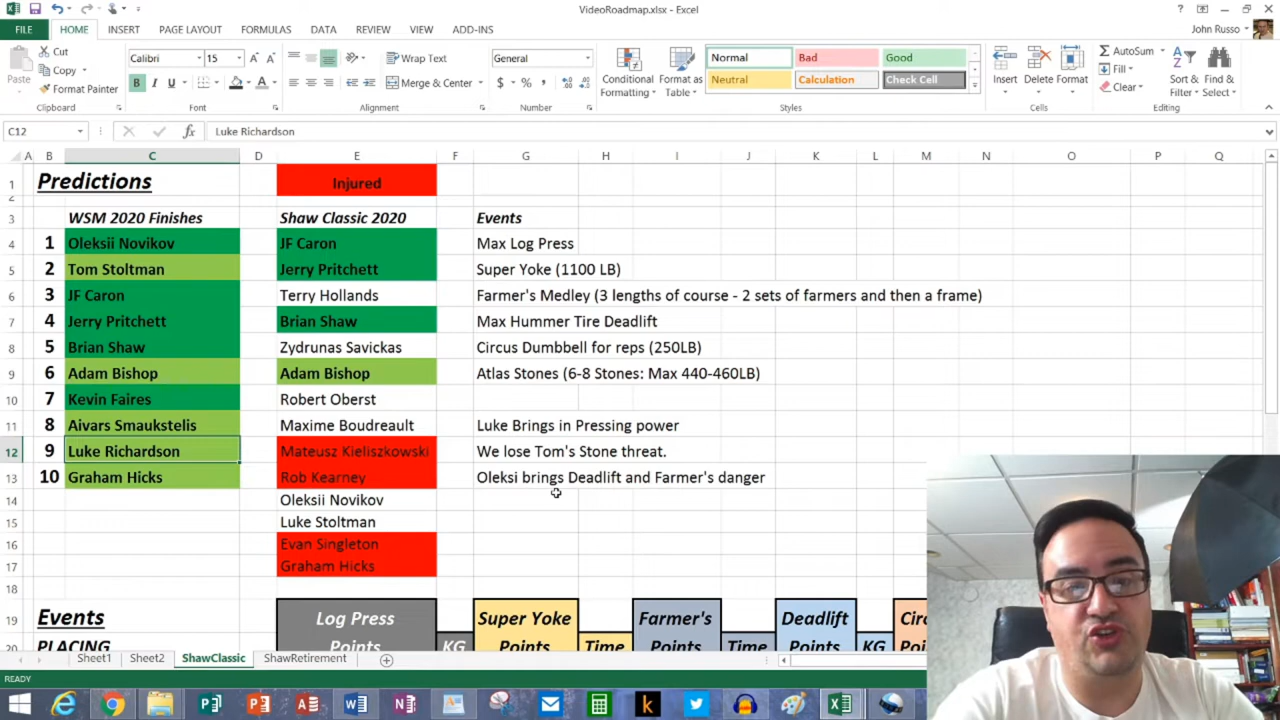 VideoRoadmap.xlsx - Excel
FILE HOME INSERT PAGE LAYOUT FORMULAS DATA REVIEW VIEW ADD-INS John Russo
Paste
Cut
Copy
Format Painter
Clipboard
Calibri 15
B I U
Font
Wrap Text
Merge & Center
Alignment
General
$ % ,
Number
Conditional Formatting
Format as Table
Normal Bad Good
Neutral Calculation Check Cell
Styles
Insert Delete Format
Cells
AutoSum
Fill
Clear
Sort & Filter
Find & Select
Editing
C12 fx Luke Richardson
A B C D E F G H I J K L M N O P Q
1 Predictions Injured
2
3 WSM 2020 Finishes Shaw Classic 2020 Events
4 1 Oleksii Novikov JF Caron Max Log Press
5 2 Tom Stoltman Jerry Pritchett Super Yoke (1100 LB)
6 3 JF Caron Terry Hollands Farmer's Medley (3 lengths of course - 2 sets of farmers and then a frame)
7 4 Jerry Pritchett Brian Shaw Max Hummer Tire Deadlift
8 5 Brian Shaw Zydrunas Savickas Circus Dumbbell for reps (250LB)
9 6 Adam Bishop Adam Bishop Atlas Stones (6-8 Stones: Max 440-460LB)
10 7 Kevin Faires Robert Oberst
11 8 Aivars Smaukstelis Maxime Boudreault Luke Brings in Pressing power
12 9 Luke Richardson Mateusz Kieliszkowski We lose Tom's Stone threat.
13 10 Graham Hicks Rob Kearney Oleksi brings Deadlift and Farmer's danger
14 Oleksii Novikov
15 Luke Stoltman
16 Evan Singleton
17 Graham Hicks
18
19 Events Log Press Super Yoke Farmer's Deadlift Circ
20 PLACING Points KG Points Time Points Time Points KG
Sheet1 Sheet2 ShawClassic ShawRetirement
READY